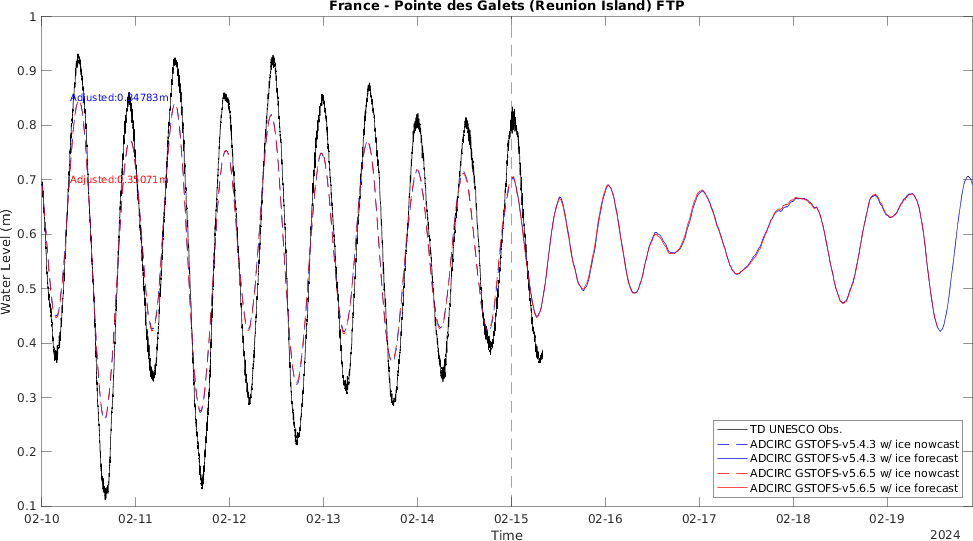 France - Pointe des Galets (Reunion Island) FTP
1
0.9
0.8
0.7
0.6
0.5
0.4
0.3
0.2
0.1
Water Level (m)
Adjusted:0.34783m
Adjusted:0.35071m
TD UNESCO Obs.
ADCIRC GSTOFS-v5.4.3 w/ ice nowcast
ADCIRC GSTOFS-v5.4.3 w/ ice forecast
ADCIRC GSTOFS-v5.6.5 w/ ice nowcast
ADCIRC GSTOFS-v5.6.5 w/ ice forecast
02-10 02-11 02-12 02-13 02-14 02-15 02-16 02-17 02-18 02-19
Time
2024